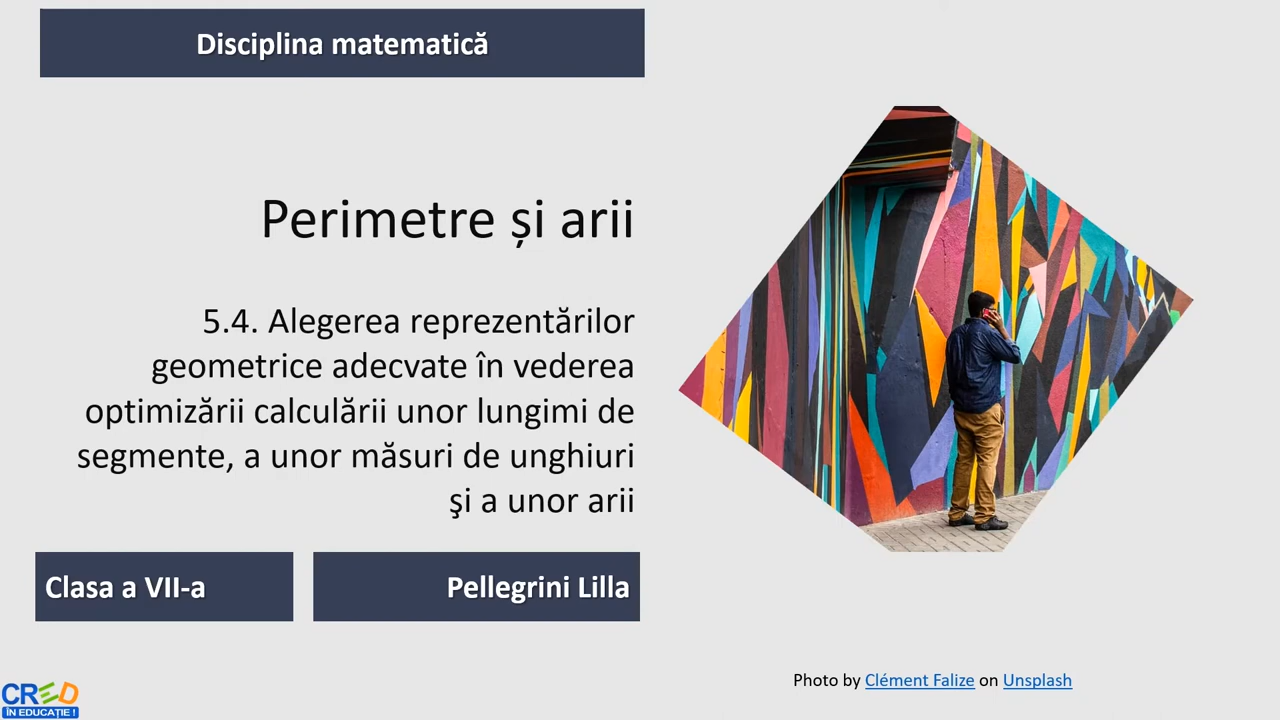 Disciplina matematică
Perimetre și arii
5.4. Alegerea reprezentărilor
geometrice adecvate în vederea
optimizării calculării unor lungimi de
segmente, a unor măsuri de unghiuri
şi a unor arii
Clasa a VII-a
Pellegrini Lilla
CRED
ÎN EDUCAȚIE !
Photo by Clément Falize on Unsplash